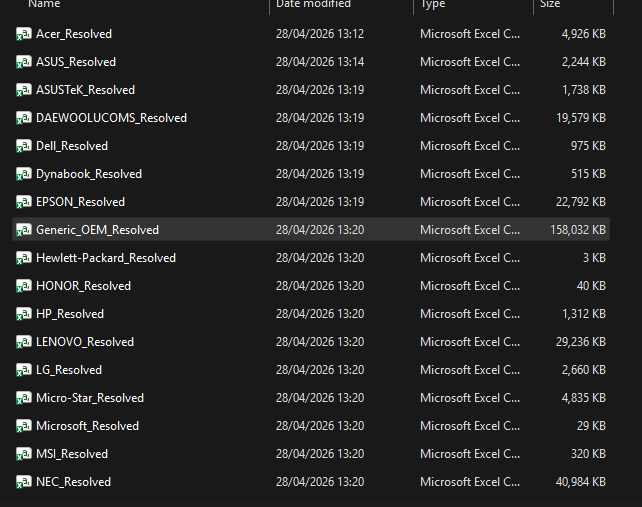 Name Date modified Type Size
Acer_Resolved 28/04/2026 13:12 Microsoft Excel C... 4,926 KB
ASUS_Resolved 28/04/2026 13:14 Microsoft Excel C... 2,244 KB
ASUSTeK_Resolved 28/04/2026 13:19 Microsoft Excel C... 1,738 KB
DAEWOOLUCOMS_Resolved 28/04/2026 13:19 Microsoft Excel C... 19,579 KB
Dell_Resolved 28/04/2026 13:19 Microsoft Excel C... 975 KB
Dynabook_Resolved 28/04/2026 13:19 Microsoft Excel C... 515 KB
EPSON_Resolved 28/04/2026 13:19 Microsoft Excel C... 22,792 KB
Generic_OEM_Resolved 28/04/2026 13:20 Microsoft Excel C... 158,032 KB
Hewlett-Packard_Resolved 28/04/2026 13:20 Microsoft Excel C... 3 KB
HONOR_Resolved 28/04/2026 13:20 Microsoft Excel C... 40 KB
HP_Resolved 28/04/2026 13:20 Microsoft Excel C... 1,312 KB
LENOVO_Resolved 28/04/2026 13:20 Microsoft Excel C... 29,236 KB
LG_Resolved 28/04/2026 13:20 Microsoft Excel C... 2,660 KB
Micro-Star_Resolved 28/04/2026 13:20 Microsoft Excel C... 4,835 KB
Microsoft_Resolved 28/04/2026 13:20 Microsoft Excel C... 29 KB
MSI_Resolved 28/04/2026 13:20 Microsoft Excel C... 320 KB
NEC_Resolved 28/04/2026 13:20 Microsoft Excel C... 40,984 KB